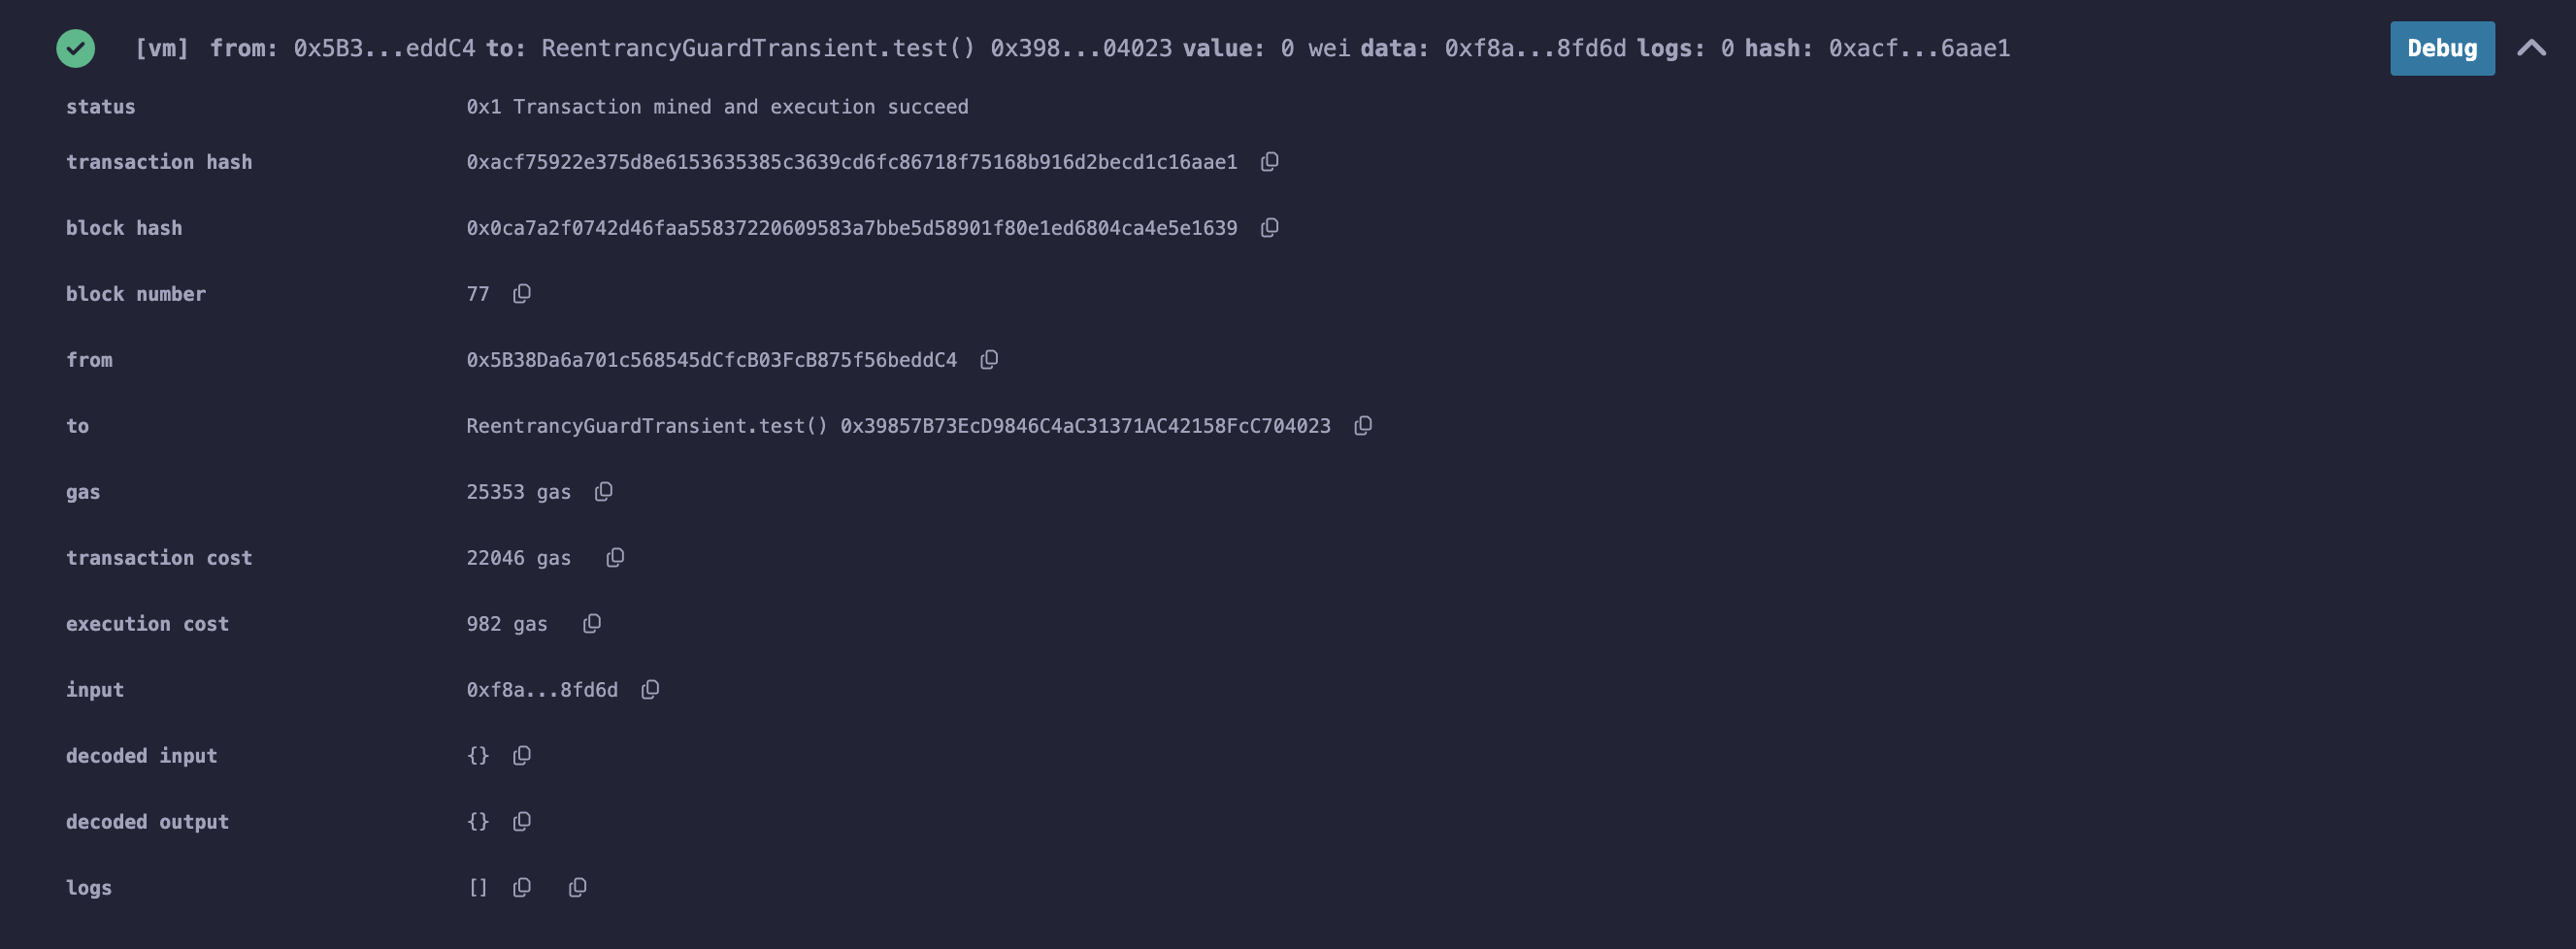 [vm] from: 0x5B3...eddC4 to: ReentrancyGuardTransient.test() 0x398...04023 value: 0 wei data: 0xf8a...8fd6d logs: 0 hash: 0xacf...6aae1 Debug
status 0x1 Transaction mined and execution succeed
transaction hash 0xacf75922e375d8e6153635385c3639cd6fc86718f75168b916d2becd1c16aae1
block hash 0x0ca7a2f0742d46faa55837220609583a7bbe5d58901f80e1ed6804ca4e5e1639
block number 77
from 0x5B38Da6a701c568545dCfcB03FcB875f56beddC4
to ReentrancyGuardTransient.test() 0x39857B73EcD9846C4aC31371AC42158FcC704023
gas 25353 gas
transaction cost 22046 gas
execution cost 982 gas
input 0xf8a...8fd6d
decoded input {}
decoded output {}
logs []